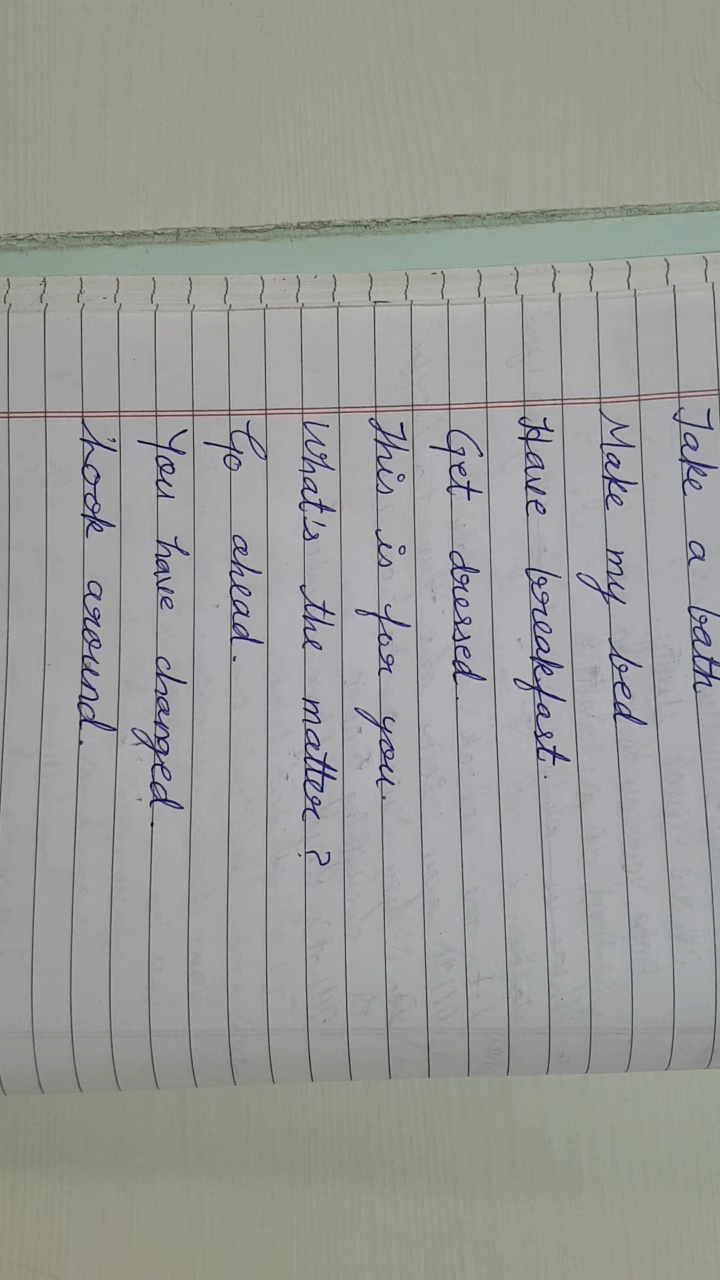 Take a bath
Make my bed
Have breakfast.
Get dressed.
This is for you.
What's the matter?
Go ahead.
You have changed.
Look around.